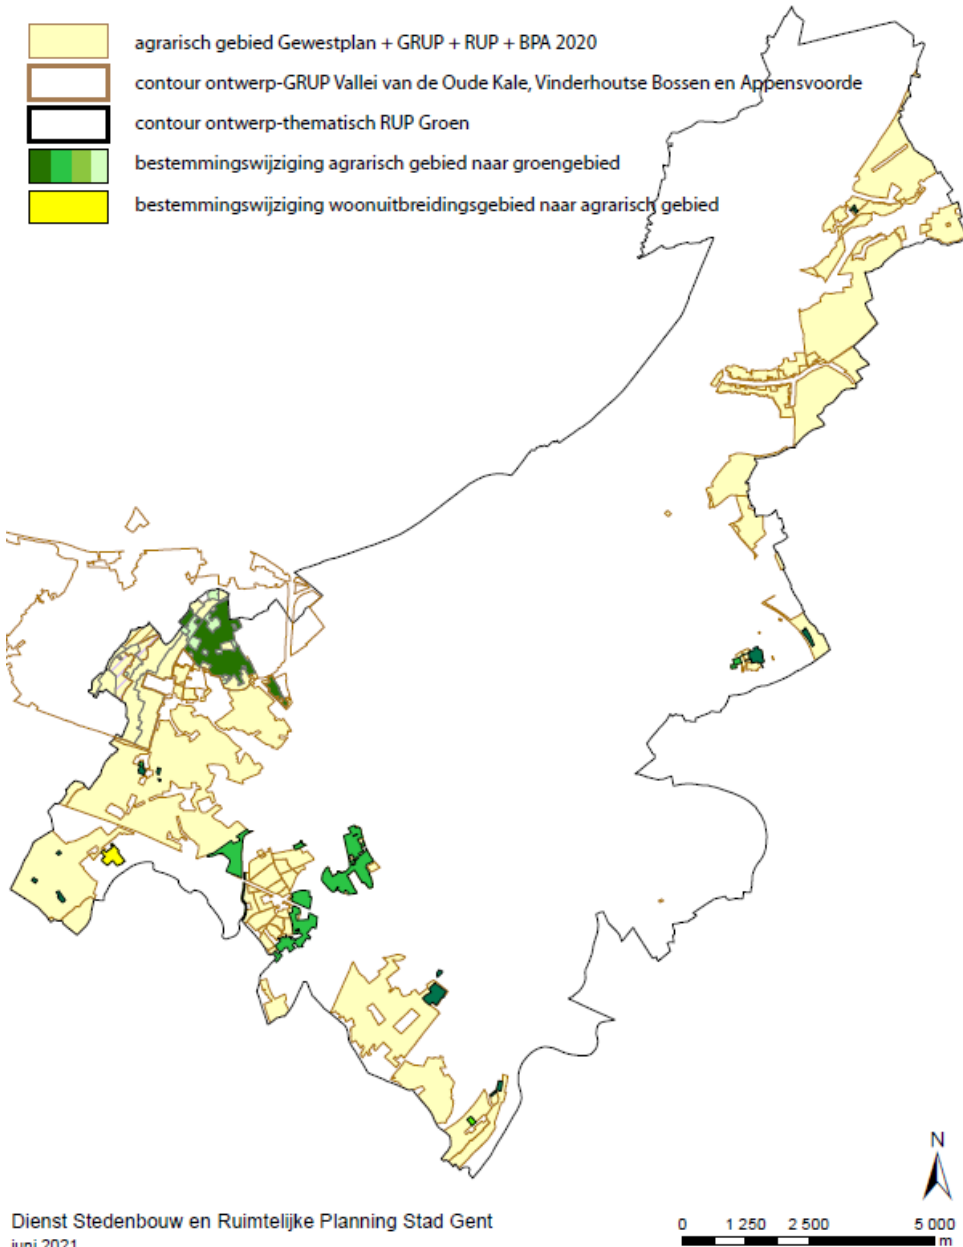 agrarisch gebied Gewestplan + GRUP + RUP + BPA 2020
contour ontwerp-GRUP Vallei van de Oude Kale, Vinderhoutse Bossen en Appensvoorde
contour ontwerp-thematisch RUP Groen
bestemmingswijziging agrarisch gebied naar groengebied
bestemmingswijziging woonuitbreidingsgebied naar agrarisch gebied
N
Dienst Stedenbouw en Ruimtelijke Planning Stad Gent
juni 2021
0 1 250 2 500 5 000
m